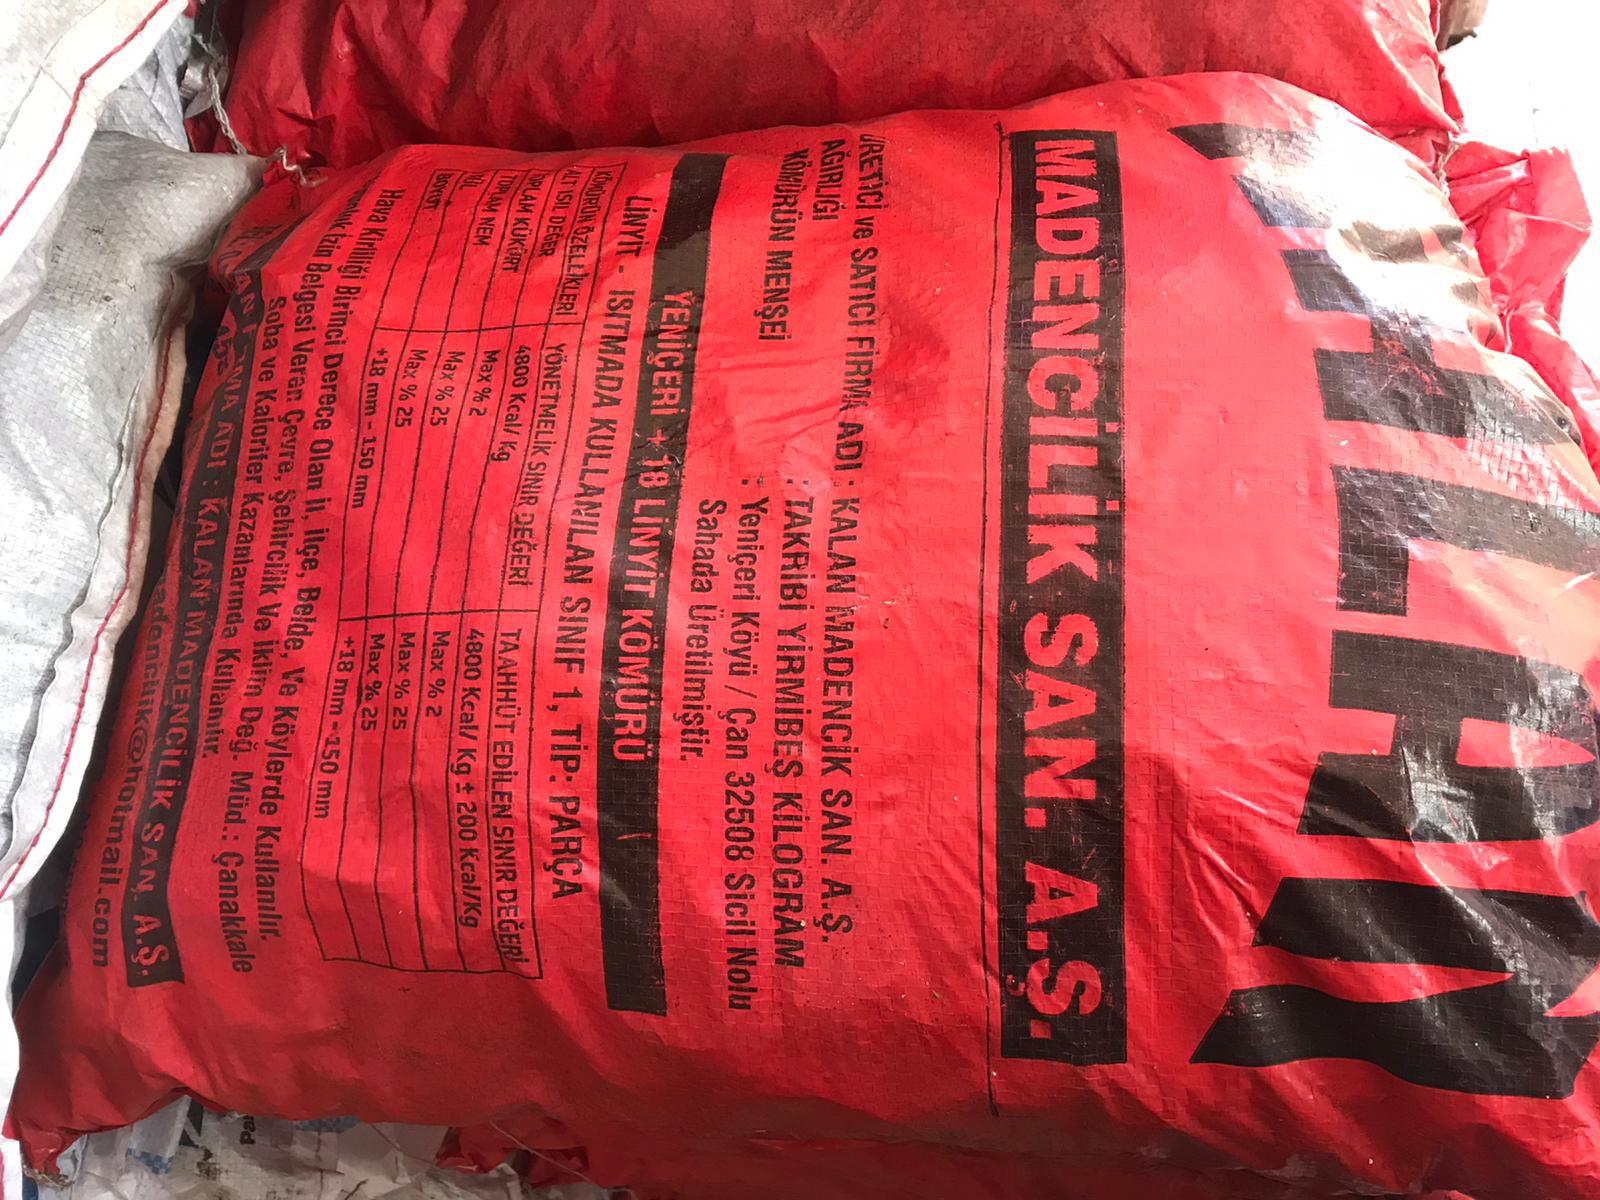 KALAN
MADENCİLİK SAN. A.Ş.
ÜRETİCİ ve SATICI FİRMA ADI : KALAN MADENCİK SAN. A.Ş.
AĞIRLIĞI : TAKRİBİ YİRMİBEŞ KİLOGRAM
KÖMÜRÜN MENŞEİ : Yeniçeri Köyü / Çan 32508 Sicil Nolu
Sahada Üretilmiştir.
YENİÇERİ + 18 LİNYİT KÖMÜRÜ
LİNYİT - ISITMADA KULLANILAN SINIF 1, TİP: PARÇA
KÖMÜRÜN ÖZELLİKLERİ YÖNETMELİK SINIR DEĞERİ TAAHHÜT EDİLEN SINIR DEĞERİ
ALT ISIL DEĞER 4800 Kcal/ Kg 4800 Kcal/ Kg ± 200 Kcal/Kg
TOPLAM KÜKÜRT Max % 2 Max % 2
TOPLAM NEM Max % 25 Max % 25
KÜL Max % 25 Max % 25
BOYUT +18 mm - 150 mm +18 mm - 150 mm
Hava Kirliliği Birinci Derece Olan İl, İlçe, Belde, Ve Köylerde Kullanılır.
İzin Belgesi Veren Çevre, Şehircilik Ve İklim Değ. Müd.: Çanakkale
Soba ve Kalorifer Kazanlarında Kullanılır.
FİRMA ADI : KALAN MADENCİLİK SAN. A.Ş.
@hotmail.com